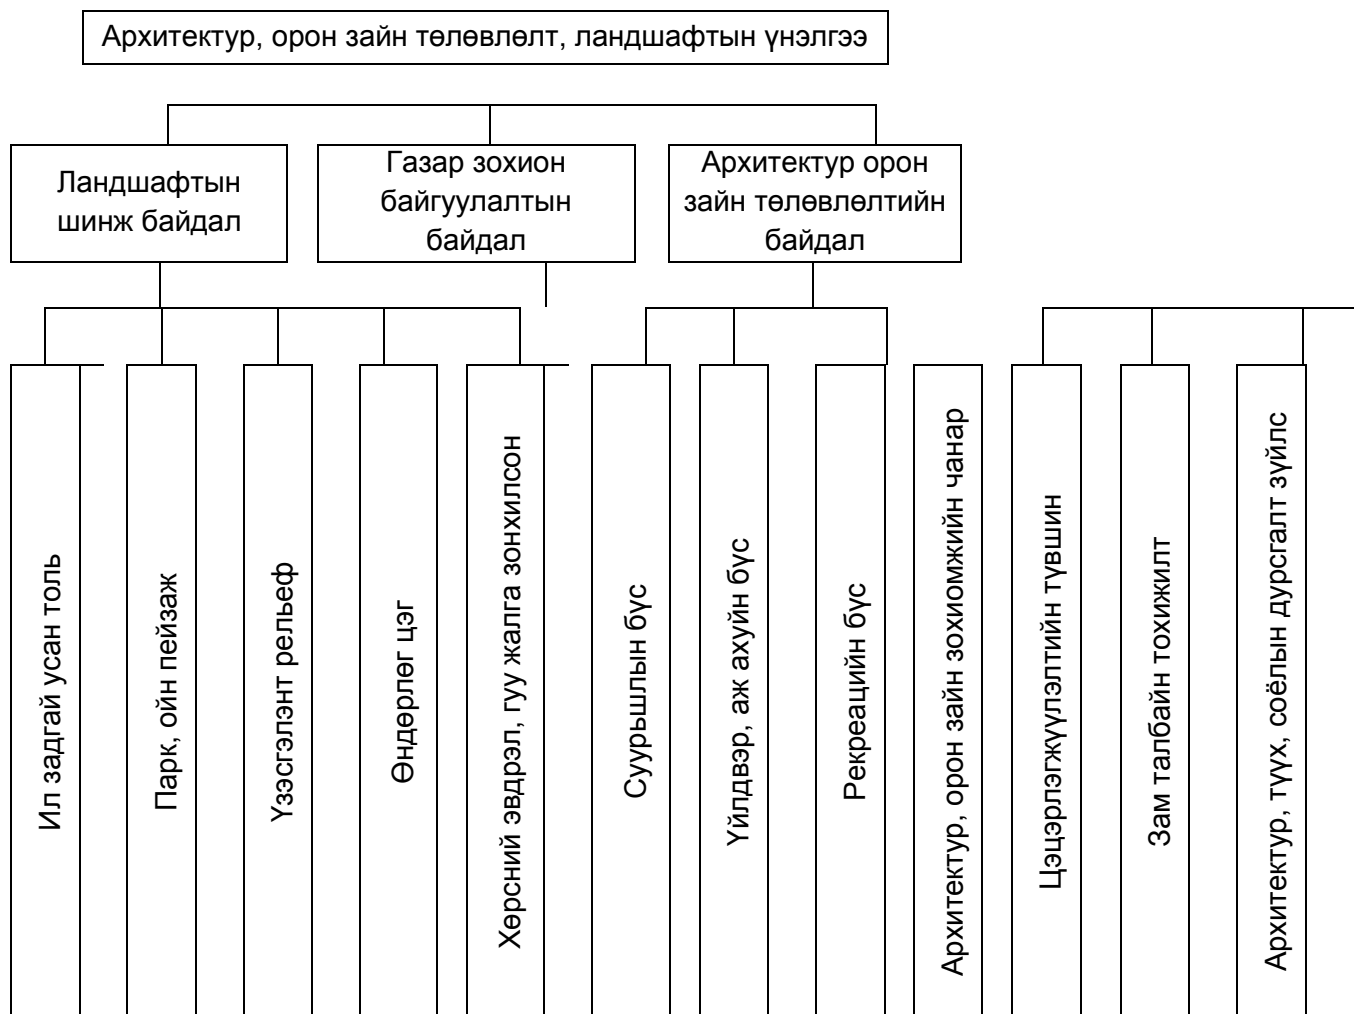 Архитектур, орон зайн төлөвлөлт, ландшафтын үнэлгээ
Ландшафтын
шинж байдал
Газар зохион
байгуулалтын
байдал
Архитектур орон
зайн төлөвлөлтийн
байдал
Ил задгай усан толь
Парк, ойн пейзаж
Үзэсгэлэнт рельеф
Өндөрлөг цэг
Хөрсний эвдрэл, гуу жалга зонхилсон
Суурьшлын бүс
Үйлдвэр, аж ахуйн бүс
Рекреацийн бүс
Архитектур, орон зайн зохиомжийн чанар
Цэцэрлэгжүүлэлтийн түвшин
Зам талбайн тохижилт
Архитектур, түүх, соёлын дурсгалт зүйлс